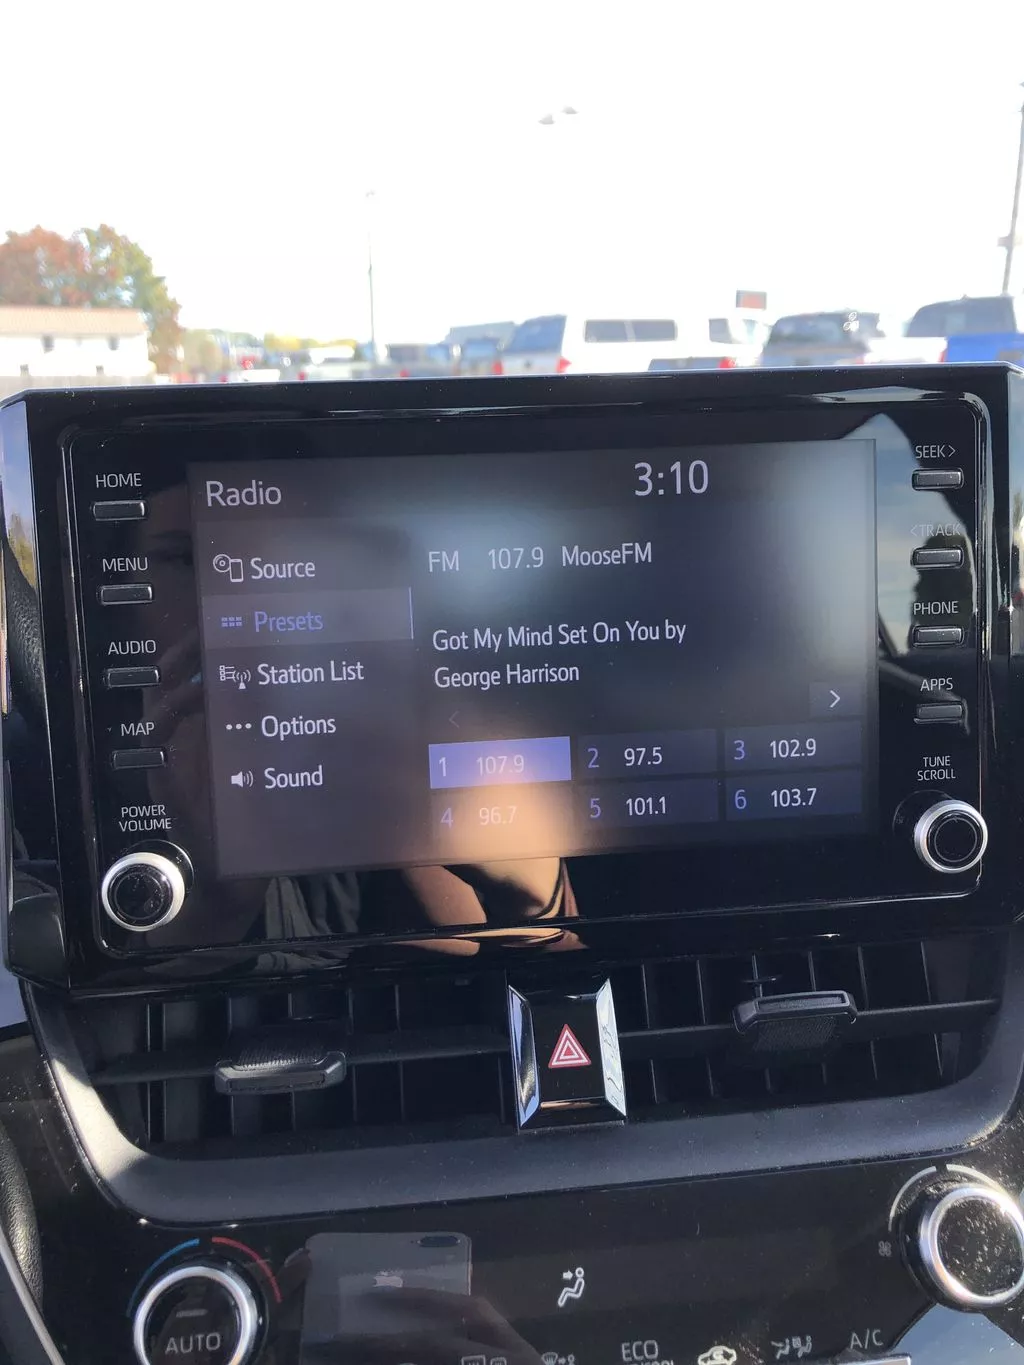 HOME
MENU
AUDIO
MAP
POWER
VOLUME
Radio
3:10
Source
Presets
Station List
Options
Sound
FM 107.9 MooseFM
Got My Mind Set On You by
George Harrison
<
>
1 107.9
2 97.5
3 102.9
4 96.7
5 101.1
6 103.7
SEEK >
< TRACK
PHONE
APPS
TUNE
SCROLL
AUTO
ECO
A/C